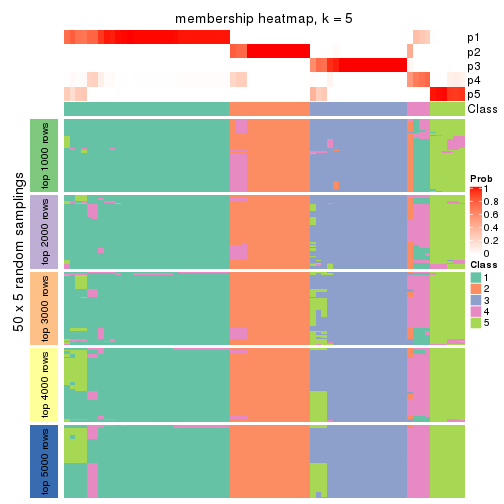 membership heatmap, k = 5
p1
p2
p3
p4
p5
Class
50 x 5 random samplings
top 1000 rows
top 2000 rows
top 3000 rows
top 4000 rows
top 5000 rows
Prob
1
0.8
0.6
0.4
0.2
0
Class
1
2
3
4
5